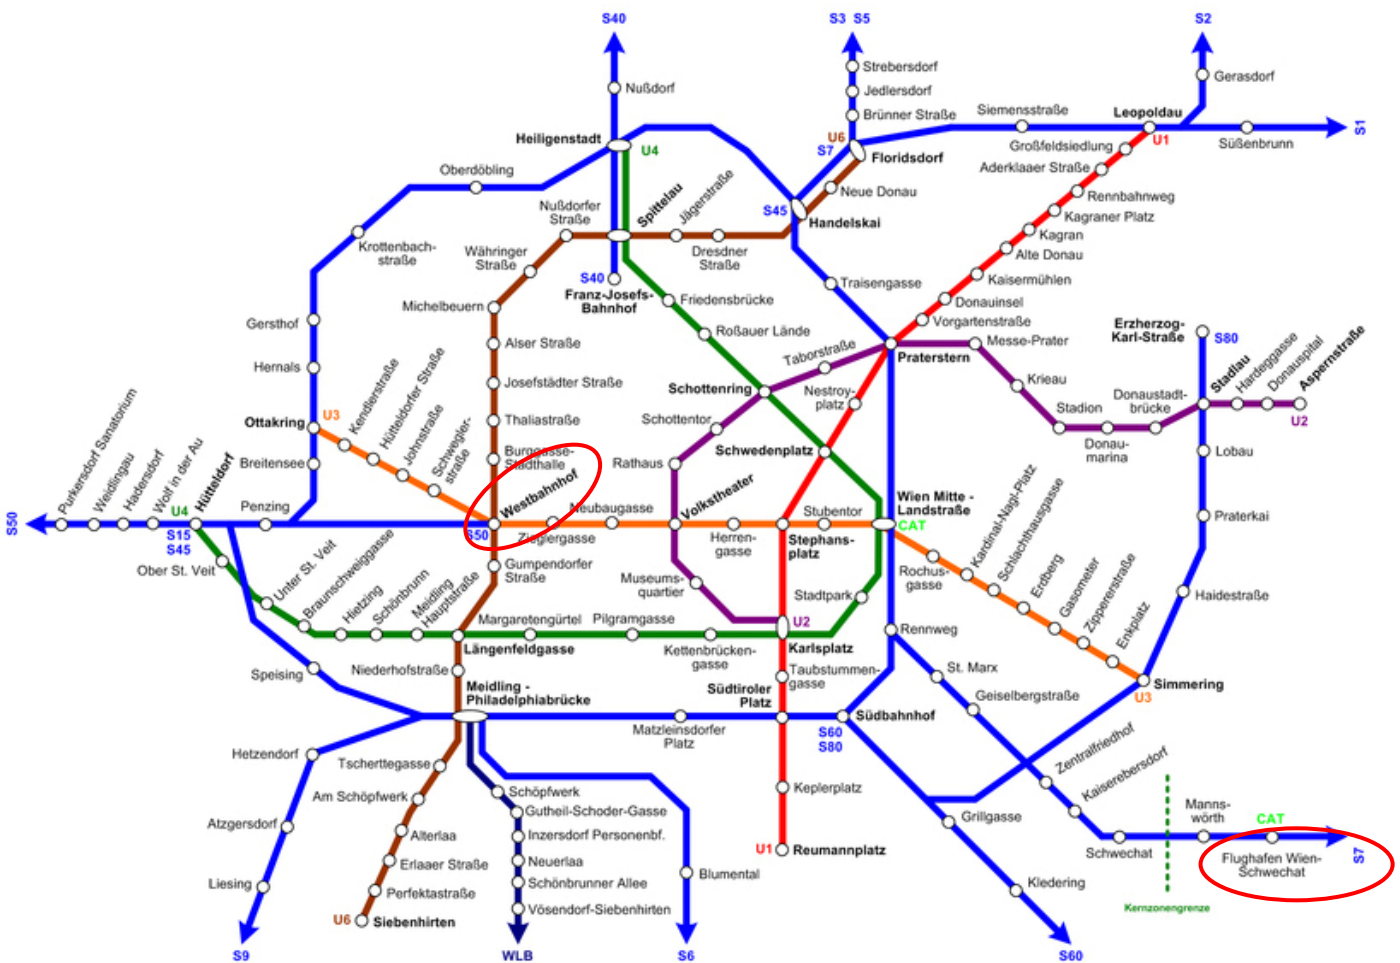 S40
S3 S5
S2
Strebersdorf
Gerasdorf
Nußdorf
Jedlersdorf
Brünner Straße
Siemensstraße
Leopoldau
S1
Heiligenstadt
U4
U6
S7
Floridsdorf
U1
Süßenbrunn
Großfeldsiedlung
Aderklaaer Straße
Oberdöbling
Neue Donau
Rennbahnweg
Nußdorfer
Straße
Spittelau
Jägerstraße
S45
Handelskai
Kagraner Platz
Krottenbach-
straße
Währinger
Straße
Dresdner
Straße
Kagran
Alte Donau
S40
Franz-Josefs-
Bahnhof
Traisengasse
Kaisermühlen
Michelbeuern
Friedensbrücke
Donauinsel
Gersthof
Roßauer Lände
Vorgartenstraße
Erzherzog-
Karl-Straße
S80
Alser Straße
Taborstraße
Praterstern
Messe-Prater
Hernals
Josefstädter Straße
Schottenring
Nestroy-
platz
Krieau
Donaustadt-
brücke
Stadlau
Hardeggasse
Donauspital
Aspernstraße
U2
Ottakring
U3
Kendlerstraße
Hütteldorfer Straße
Johnstraße
Schwegler-
straße
Thaliastraße
Schottentor
Stadion
Donau-
marina
Breitensee
Burggasse-
Stadthalle
Rathaus
Schwedenplatz
Lobau
Purkersdorf Sanatorium
Weidlingau
Hadersdorf
Wolf in der Au
Hütteldorf
Penzing
Westbahnhof
Neubaugasse
Volkstheater
Stubentor
Wien Mitte -
Landstraße
CAT
Kardinal-Nagl-Platz
Schlachthausgasse
Praterkai
S50
U4
S15
S45
S50
Zieglergasse
Herren-
gasse
Stephans-
platz
Rochus-
gasse
Erdberg
Gasometer
Zippererstraße
Enkplatz
Ober St. Veit
Unter St. Veit
Braunschweiggasse
Hietzing
Schönbrunn
Meidling
Hauptstraße
Gumpendorfer
Straße
Museums-
quartier
Stadtpark
Haidestraße
Margaretengürtel
Pilgramgasse
U2
Rennweg
Längenfeldgasse
Kettenbrücken-
gasse
Karlsplatz
Speising
Niederhofstraße
Taubstummen-
gasse
St. Marx
Simmering
U3
Meidling -
Philadelphiabrücke
Südtiroler
Platz
Geiselbergstraße
Matzleinsdorfer
Platz
Südbahnhof
S60
S80
Hetzendorf
Tscherttegasse
Zentralfriedhof
Kaiserebersdorf
Am Schöpfwerk
Schöpfwerk
Keplerplatz
Manns-
wörth
CAT
Atzgersdorf
Alterlaa
Gutheil-Schoder-Gasse
Grillgasse
Inzersdorf Personenbf.
U1
Reumannplatz
Schwechat
Flughafen Wien-
Schwechat
S7
Erlaaer Straße
Neuerlaa
Liesing
Perfektastraße
Schönbrunner Allee
Blumental
Kledering
U6
Siebenhirten
Vösendorf-Siebenhirten
Kernzonengrenze
S9
WLB
S6
S60